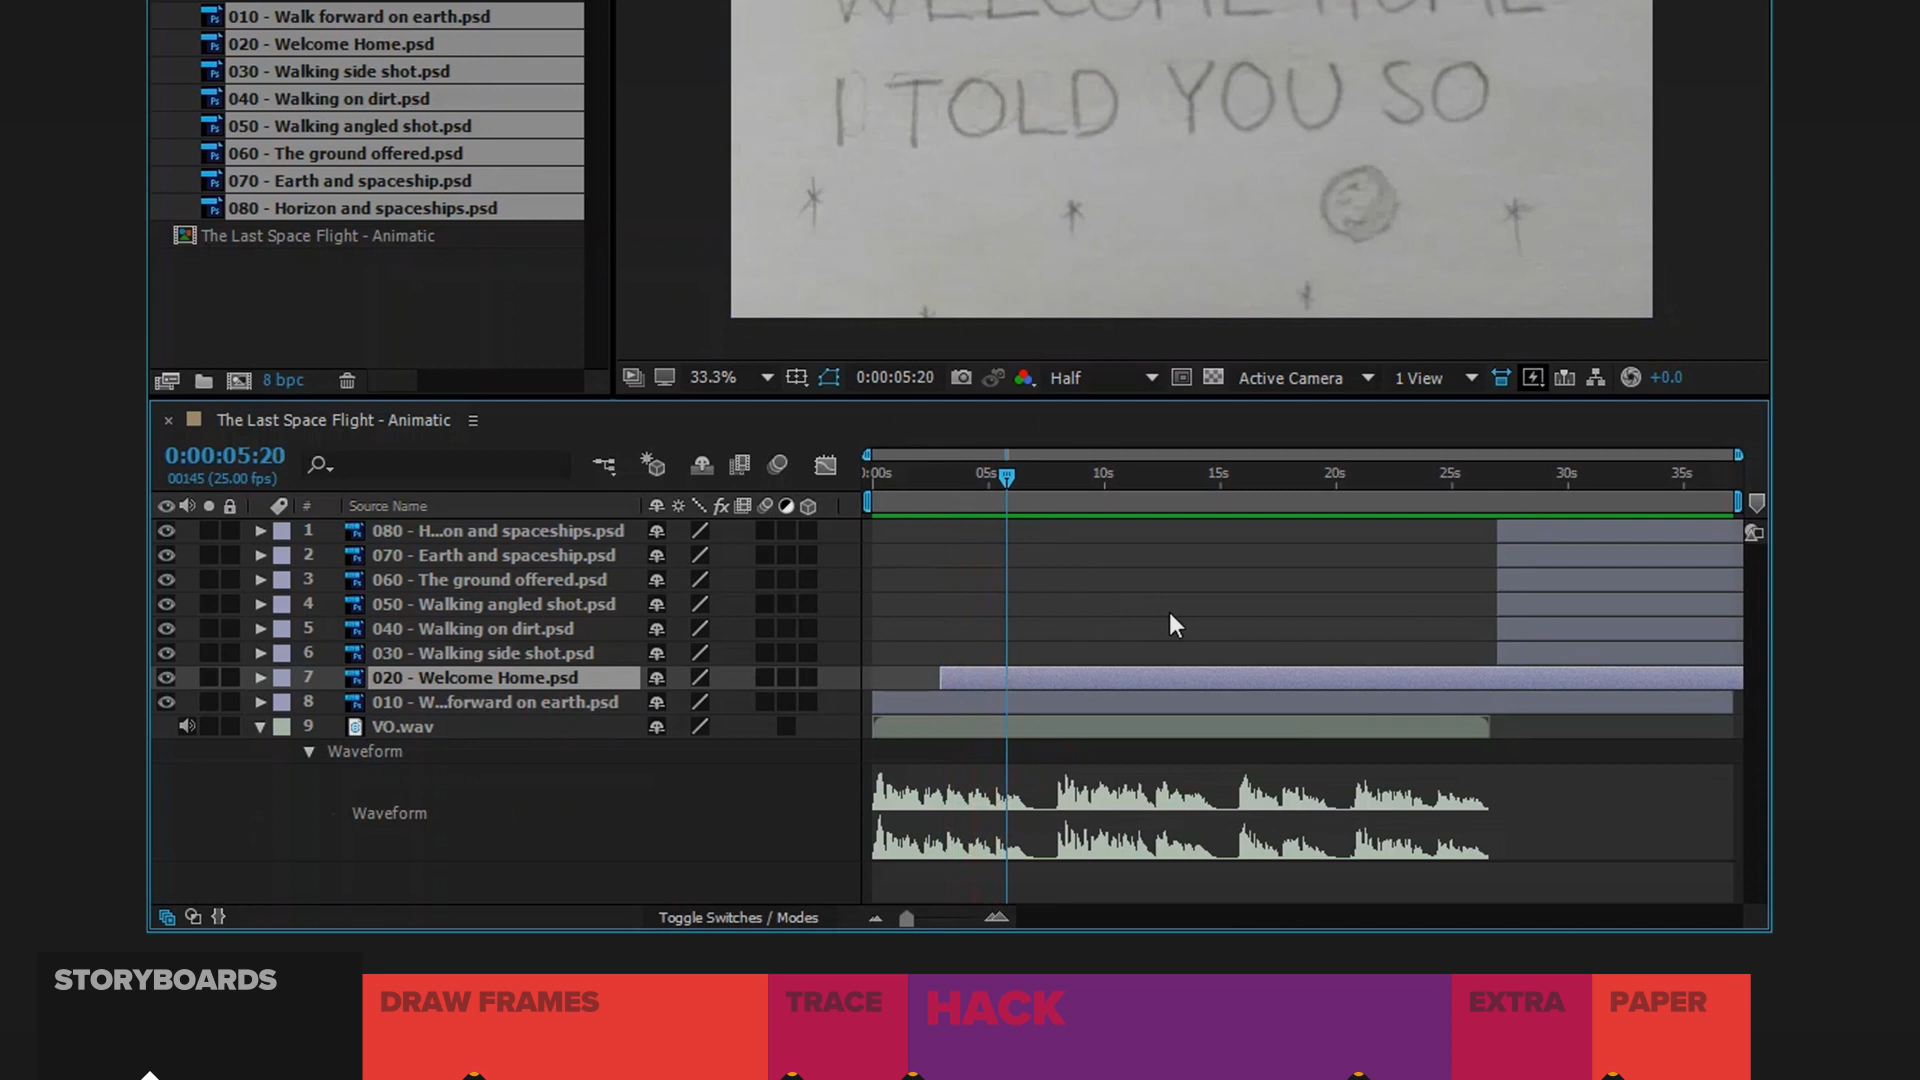 010 - Walk forward on earth.psd
020 - Welcome Home.psd
030 - Walking side shot.psd
040 - Walking on dirt.psd
050 - Walking angled shot.psd
060 - The ground offered.psd
070 - Earth and spaceship.psd
080 - Horizon and spaceships.psd
The Last Space Flight - Animatic
8 bpc
WELCOME HOME
I TOLD YOU SO
33.3% 0:00:05:20 Half Active Camera 1 View +0.0
The Last Space Flight - Animatic
0:00:05:20
00145 (25.00 fps)
:00s 05s 10s 15s 20s 25s 30s 35s
# Source Name fx
1 080 - H...on and spaceships.psd
2 070 - Earth and spaceship.psd
3 060 - The ground offered.psd
4 050 - Walking angled shot.psd
5 040 - Walking on dirt.psd
6 030 - Walking side shot.psd
7 020 - Welcome Home.psd
8 010 - W...forward on earth.psd
9 VO.wav
Waveform
Waveform
Toggle Switches / Modes
STORYBOARDS
DRAW FRAMES
TRACE
HACK
EXTRA
PAPER